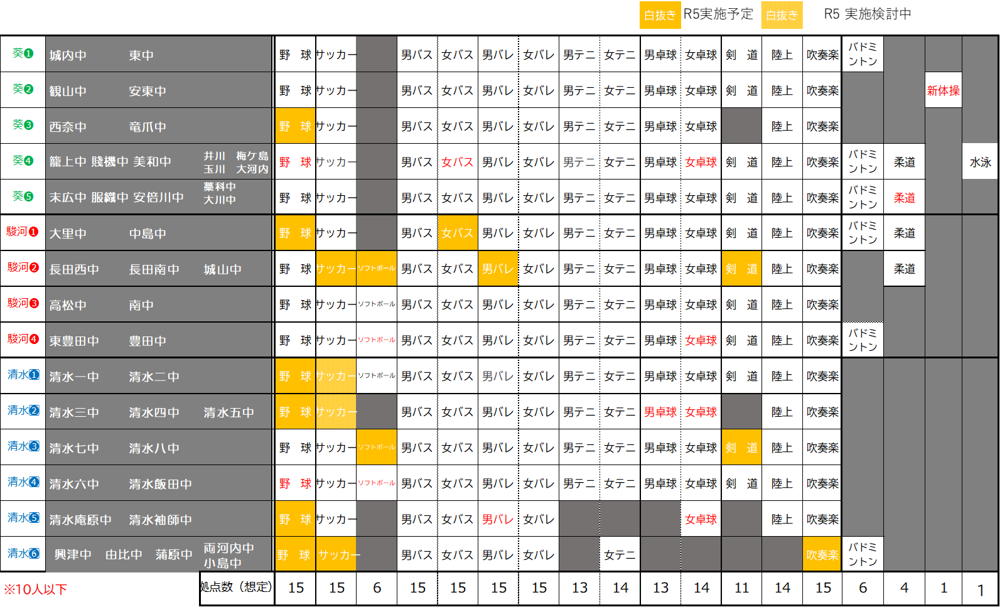 白抜き R5実施予定 白抜き R5 実施検討中
葵❶ 城内中 東中 野 球 サッカー 男バス 女バス 男バレ 女バレ 男テニ 女テニ 男卓球 女卓球 剣 道 陸上 吹奏楽 バドミ
ントン
葵❷ 観山中 安東中 野 球 サッカー 男バス 女バス 男バレ 女バレ 男テニ 女テニ 男卓球 女卓球 剣 道 陸上 吹奏楽 新体操
葵❸ 西奈中 竜爪中 野 球 サッカー 男バス 女バス 男バレ 女バレ 男テニ 女テニ 男卓球 女卓球 陸上 吹奏楽
葵❹ 籠上中 賤機中 美和中 井川 梅ケ島
玉川 大河内
野 球 サッカー 男バス 女バス 男バレ 女バレ 男テニ 女テニ 男卓球 女卓球 剣 道 陸上 吹奏楽 バドミ
ントン
柔道 水泳
葵❺ 末広中 服織中 安倍川中 藁科中
大川中
野 球 サッカー 男バス 女バス 男バレ 女バレ 男テニ 女テニ 男卓球 女卓球 剣 道 陸上 吹奏楽 バドミ
ントン
柔道
駿河❶ 大里中 中島中 野 球 サッカー 男バス 女バス 男バレ 女バレ 男テニ 女テニ 男卓球 女卓球 剣 道 陸上 吹奏楽 バドミ
ントン
柔道
駿河❷ 長田西中 長田南中 城山中 野 球 サッカー ソフトボール 男バス 女バス 男バレ 女バレ 男テニ 女テニ 男卓球 女卓球 剣 道 陸上 吹奏楽 柔道
駿河❸ 高松中 南中 野 球 サッカー ソフトボール 男バス 女バス 男バレ 女バレ 男テニ 女テニ 男卓球 女卓球 剣 道 陸上 吹奏楽
駿河❹ 東豊田中 豊田中 野 球 サッカー ソフトボール 男バス 女バス 男バレ 女バレ 男テニ 女テニ 男卓球 女卓球 剣 道 陸上 吹奏楽 バドミ
ントン
清水❶ 清水一中 清水二中 野 球 サッカー ソフトボール 男バス 女バス 男バレ 女バレ 男テニ 女テニ 男卓球 女卓球 剣 道 陸上 吹奏楽
清水❷ 清水三中 清水四中 清水五中 野 球 サッカー 男バス 女バス 男バレ 女バレ 男テニ 女テニ 男卓球 女卓球 陸上 吹奏楽
清水❸ 清水七中 清水八中 野 球 サッカー ソフトボール 男バス 女バス 男バレ 女バレ 男テニ 女テニ 男卓球 女卓球 剣 道 陸上 吹奏楽
清水❹ 清水六中 清水飯田中 野 球 サッカー ソフトボール 男バス 女バス 男バレ 女バレ 男テニ 女テニ 男卓球 女卓球 剣 道 陸上 吹奏楽
清水❺ 清水庵原中 清水袖師中 野 球 サッカー 男バス 女バス 男バレ 女バレ 女卓球 陸上 吹奏楽
清水❻ 興津中 由比中 蒲原中 両河内中
小島中
野 球 サッカー 男バス 女バス 男バレ 女バレ 女テニ 吹奏楽 バドミ
ントン
※10人以下 拠点数（想定） 15 15 6 15 15 15 15 13 14 13 14 11 14 15 6 4 1 1